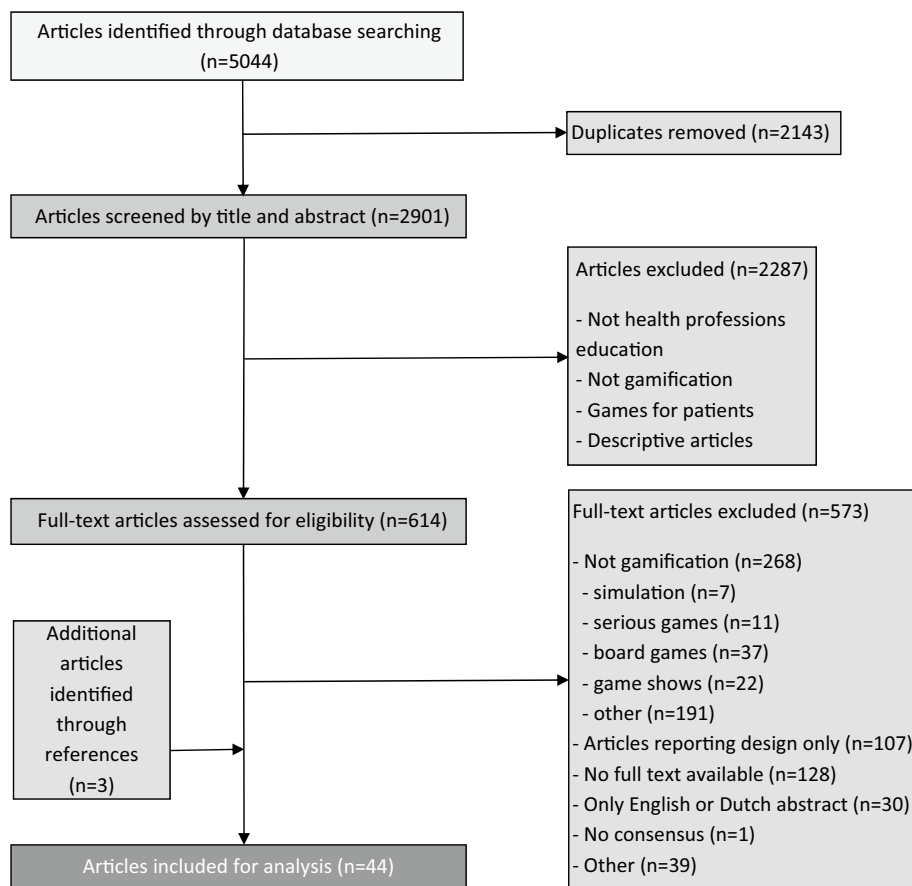 Articles identified through database searching
(n=5044)
Duplicates removed (n=2143)
Articles screened by title and abstract (n=2901)
Articles excluded (n=2287)
- Not health professions
education
- Not gamification
- Games for patients
- Descriptive articles
Full-text articles assessed for eligibility (n=614)
Full-text articles excluded (n=573)
- Not gamification (n=268)
- simulation (n=7)
- serious games (n=11)
- board games (n=37)
- game shows (n=22)
- other (n=191)
- Articles reporting design only (n=107)
- No full text available (n=128)
- Only English or Dutch abstract (n=30)
- No consensus (n=1)
- Other (n=39)
Additional
articles
identified
through
references
(n=3)
Articles included for analysis (n=44)